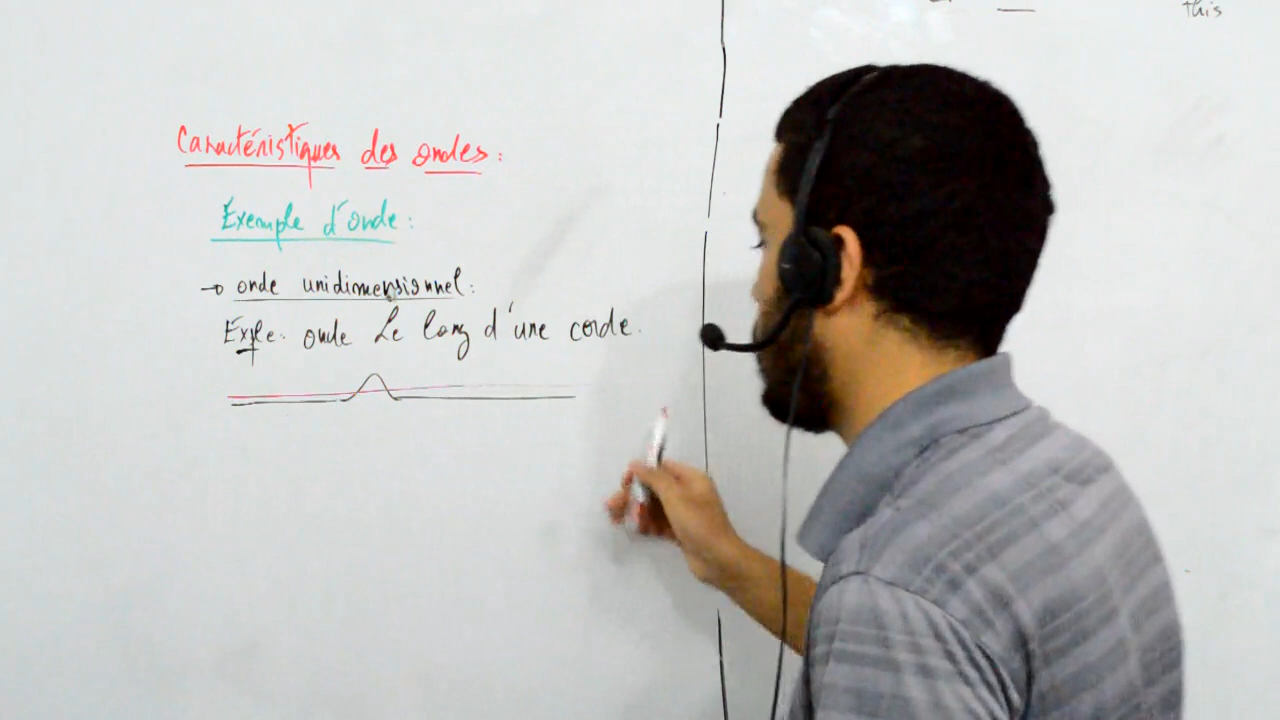 Caractéristiques des ondes :
Exemple d'onde :
→ onde unidimensionnel :
Exple : onde Le long d'une corde.
this